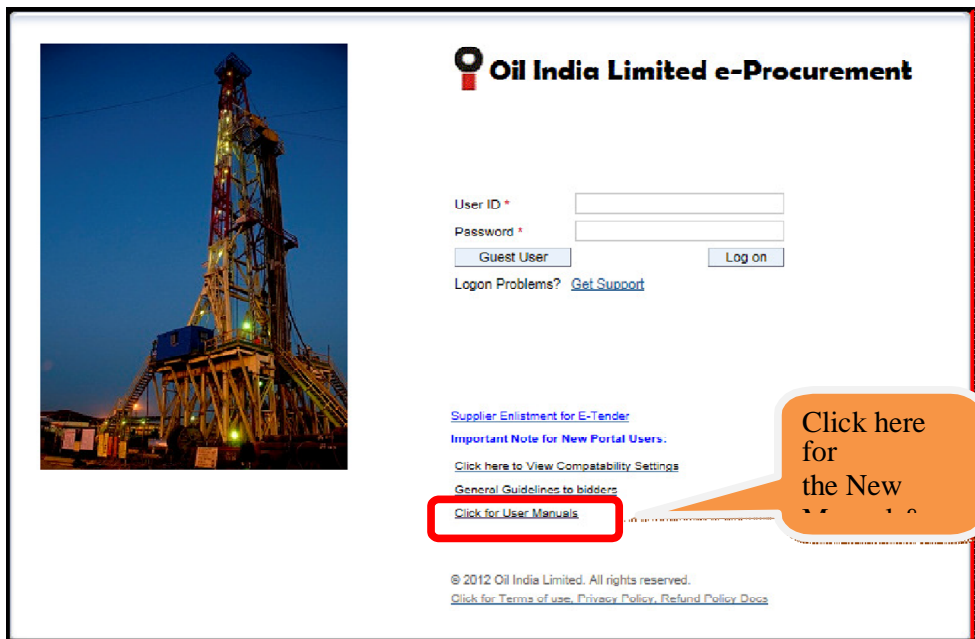 Oil India Limited e-Procurement
User ID *
Password *
Guest User Log on
Logon Problems? Get Support
Supplier Enlistment for E-Tender
Important Note for New Portal Users:
Click here to View Compatability Settings
General Guidelines to bidders
Click for User Manuals
Click here
for
the New
© 2012 Oil India Limited. All rights reserved.
Click for Terms of use, Privacy Policy, Refund Policy Docs